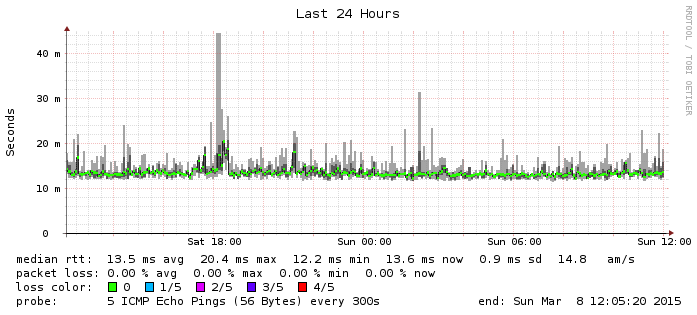 Last 24 Hours
RRDTOOL / TOBI OETIKER
Seconds
40 m
30 m
20 m
10 m
0
Sat 18:00 Sun 00:00 Sun 06:00 Sun 12:00
median rtt: 13.5 ms avg 20.4 ms max 12.2 ms min 13.6 ms now 0.9 ms sd 14.8 am/s
packet loss: 0.00 % avg 0.00 % max 0.00 % min 0.00 % now
loss color: 0 1/5 2/5 3/5 4/5
probe: 5 ICMP Echo Pings (56 Bytes) every 300s end: Sun Mar 8 12:05:20 2015